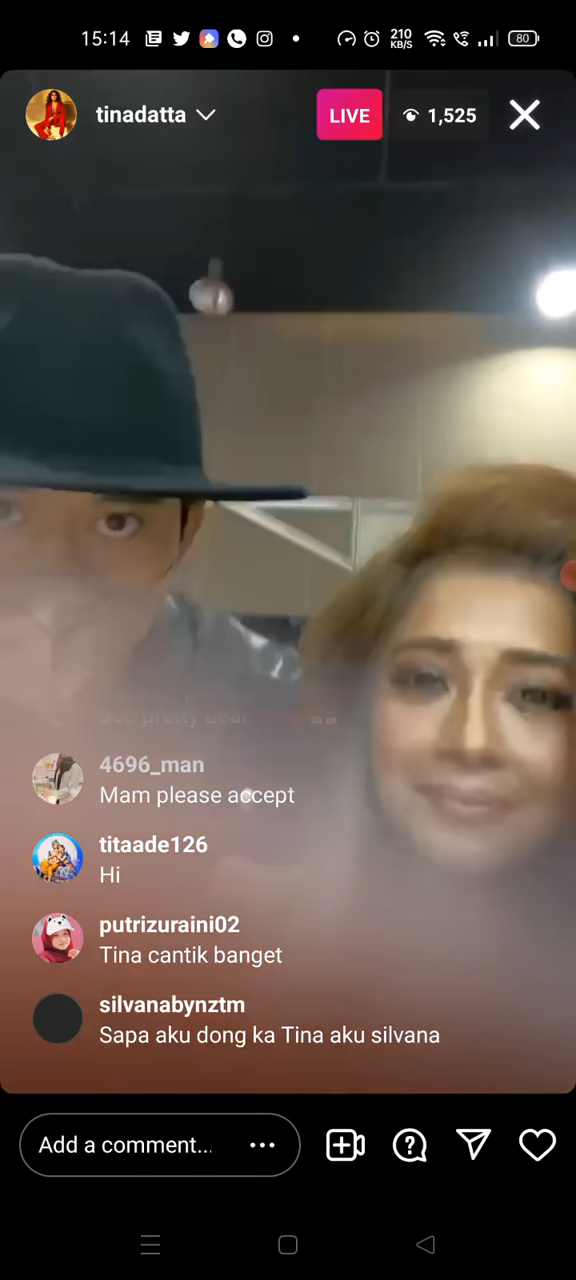 15:14
210
KB/S
80
tinadatta
LIVE
1,525
pretty
4696_man
Mam please accept
titaade126
Hi
putrizuraini02
Tina cantik banget
silvanabynztm
Sapa aku dong ka Tina aku silvana
Add a comment...